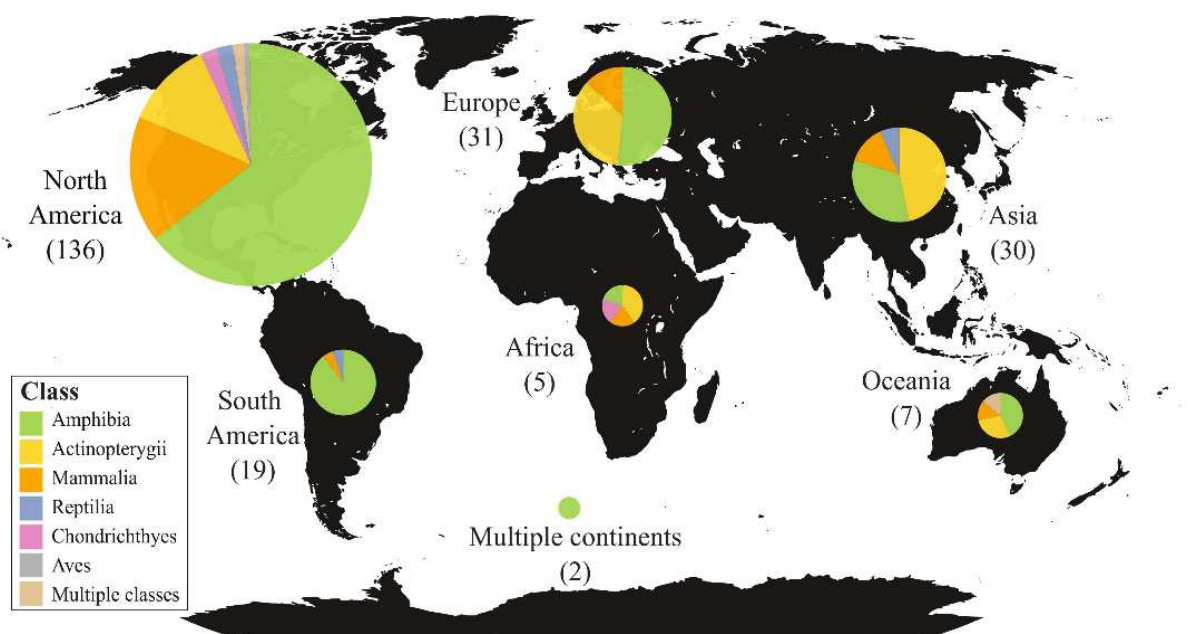 North
America
(136)
Europe
(31)
Asia
(30)
Africa
(5)
Oceania
(7)
South
America
(19)
Multiple continents
(2)
Class
Amphibia
Actinopterygii
Mammalia
Reptilia
Chondrichthyes
Aves
Multiple classes